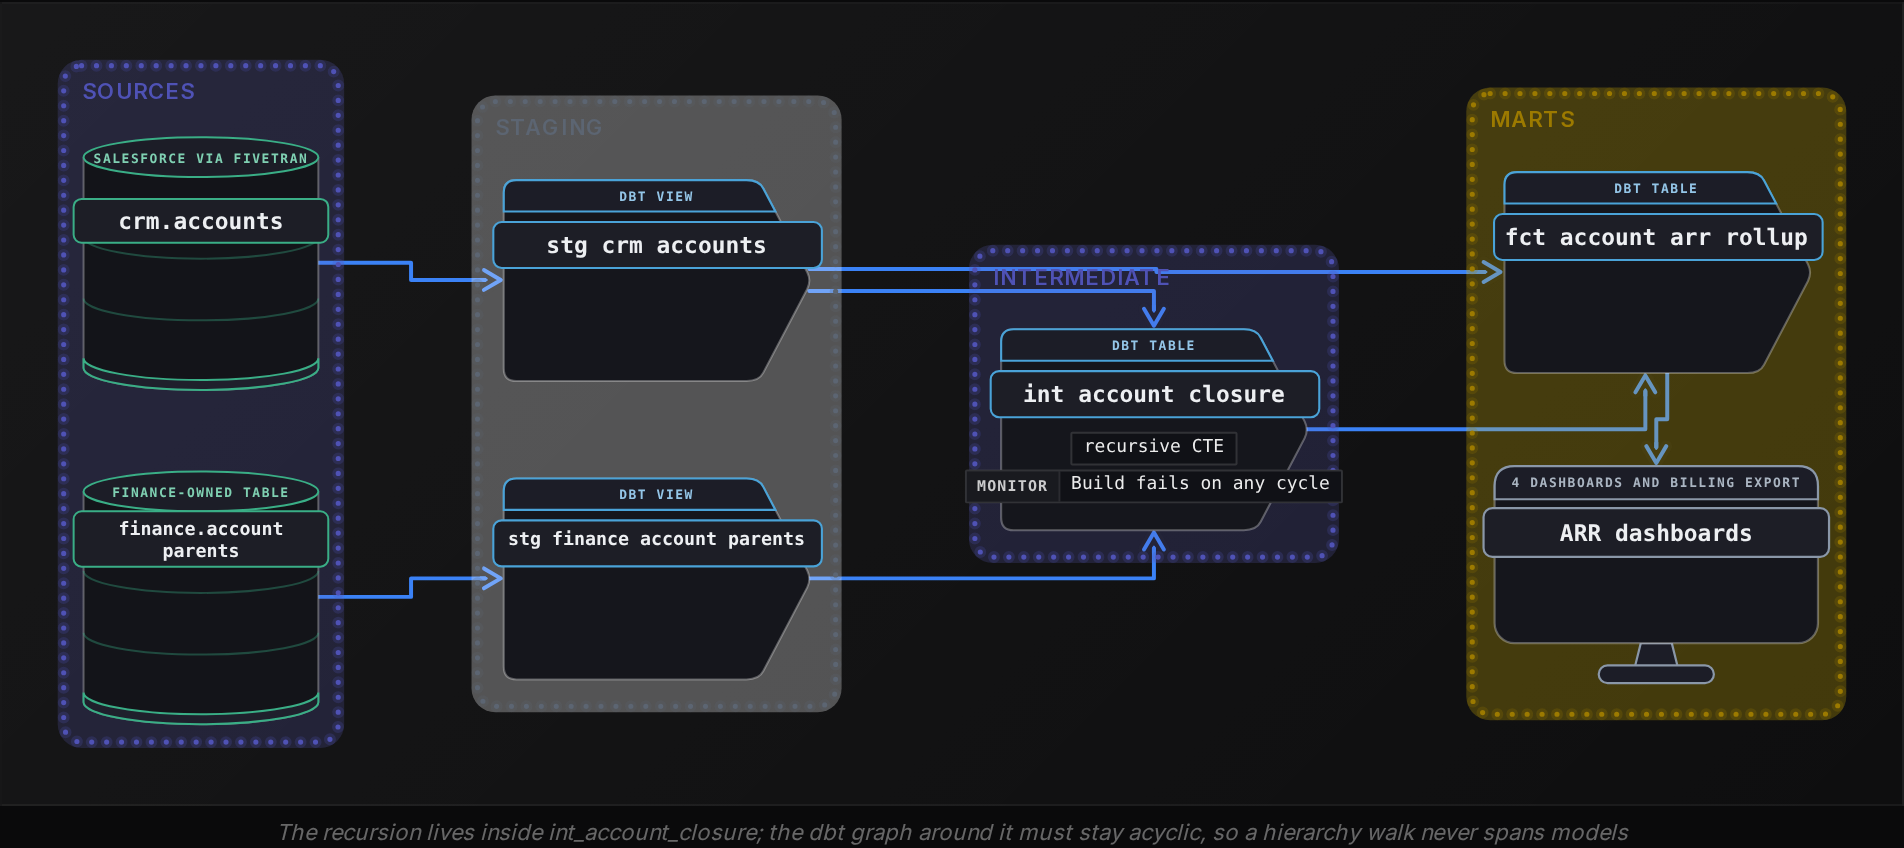 SOURCES
SALESFORCE VIA FIVETRAN
crm.accounts
FINANCE-OWNED TABLE
finance.account
parents
STAGING
DBT VIEW
stg crm accounts
DBT VIEW
stg finance account parents
INTERMEDIATE
DBT TABLE
int account closure
recursive CTE
MONITOR Build fails on any cycle
MARTS
DBT TABLE
fct account arr rollup
4 DASHBOARDS AND BILLING EXPORT
ARR dashboards
The recursion lives inside int_account_closure; the dbt graph around it must stay acyclic, so a hierarchy walk never spans models